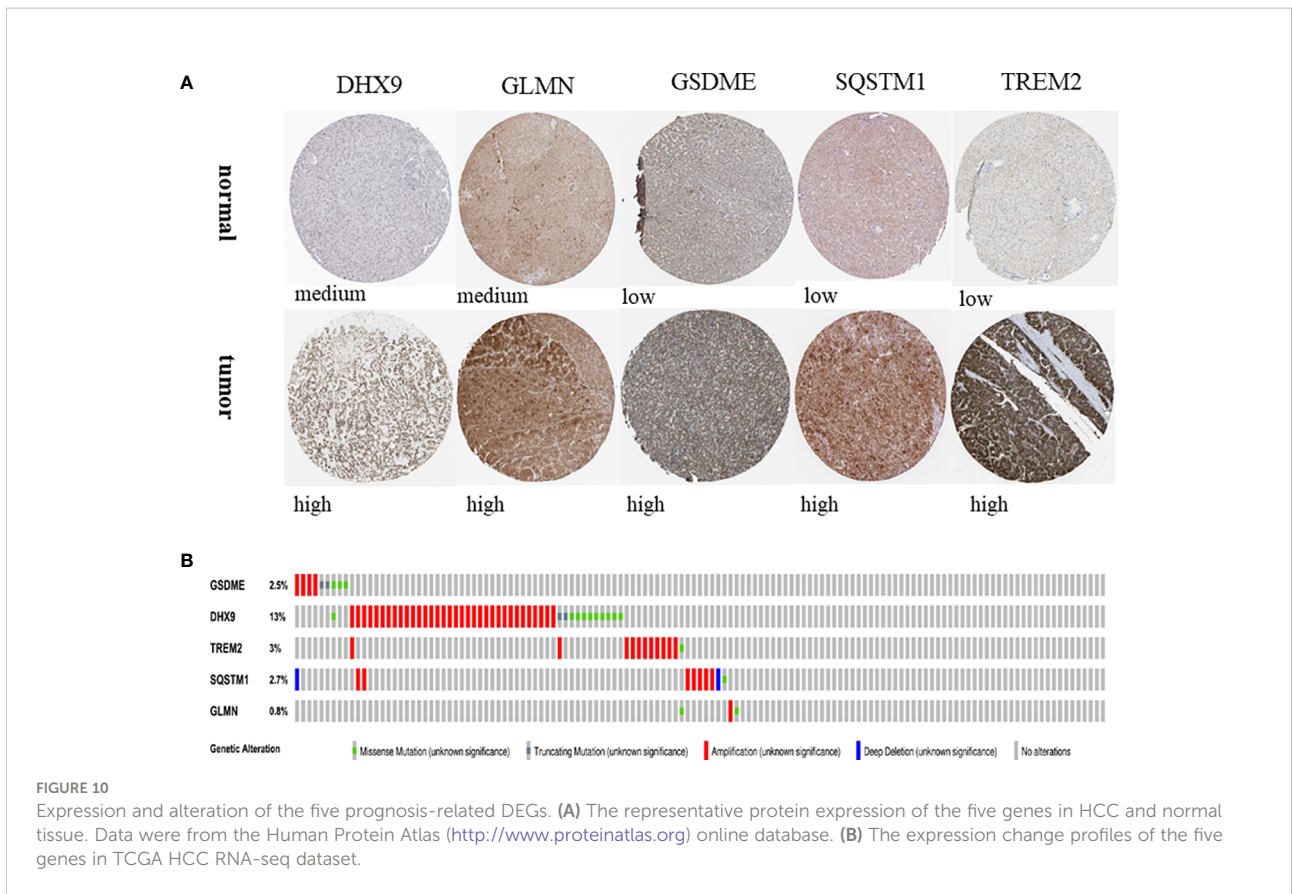 A
DHX9 GLMN GSDME SQSTM1 TREM2
normal
medium medium low low low
tumor
high high high high high
B
GSDME 2.5%
DHX9 13%
TREM2 3%
SQSTM1 2.7%
GLMN 0.8%
Genetic Alteration Missense Mutation (unknown significance) Truncating Mutation (unknown significance) Amplification (unknown significance) Deep Deletion (unknown significance) No alterations
FIGURE 10
Expression and alteration of the five prognosis-related DEGs. (A) The representative protein expression of the five genes in HCC and normal
tissue. Data were from the Human Protein Atlas (http://www.proteinatlas.org) online database. (B) The expression change profiles of the five
genes in TCGA HCC RNA-seq dataset.